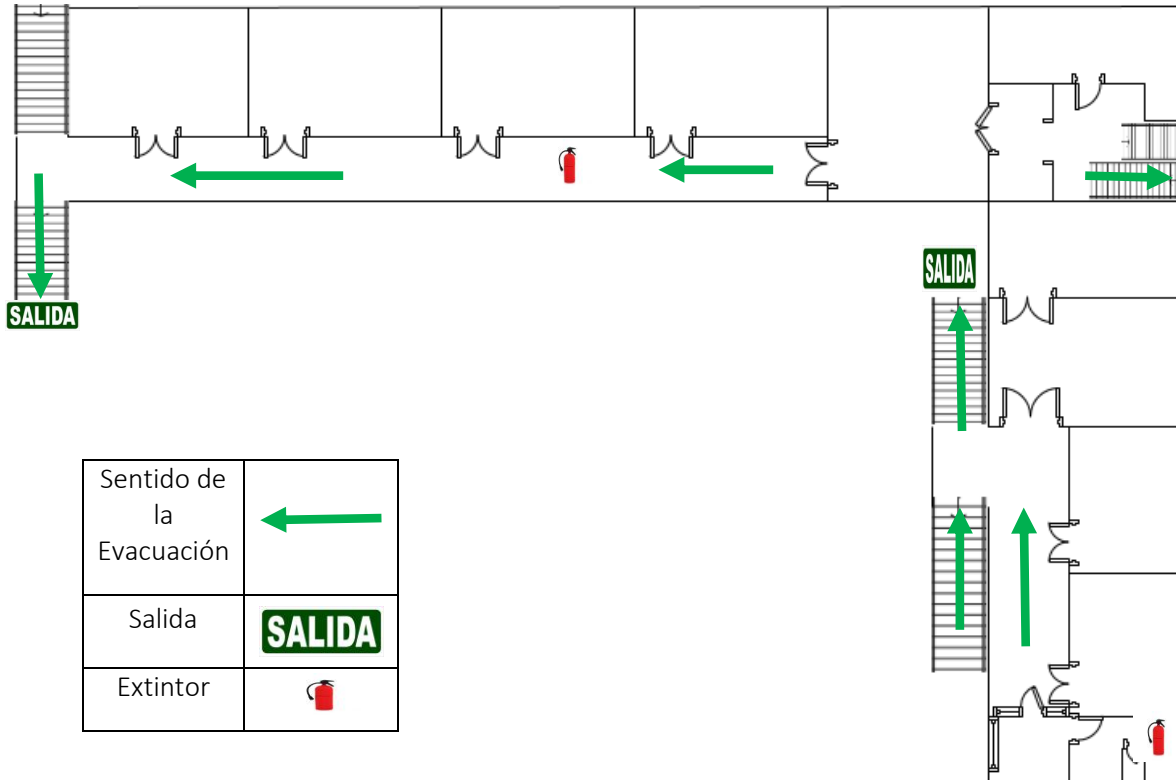 SALIDA
SALIDA
Sentido de
la
Evacuación
Salida
SALIDA
Extintor